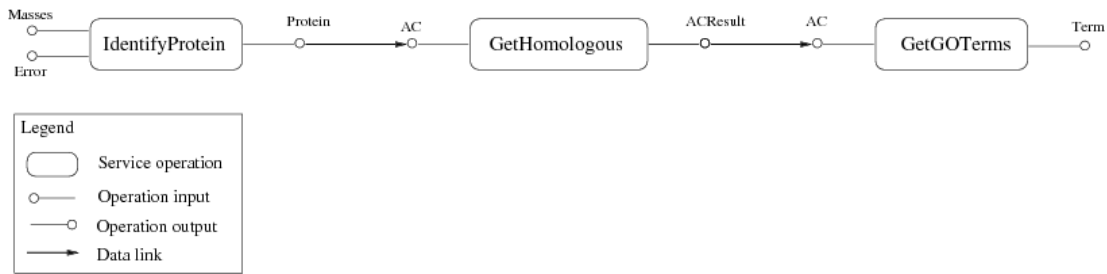 Masses
Error
IdentifyProtein
Protein
AC
GetHomologous
ACResult
AC
GetGOTerms
Term
Legend
Service operation
Operation input
Operation output
Data link